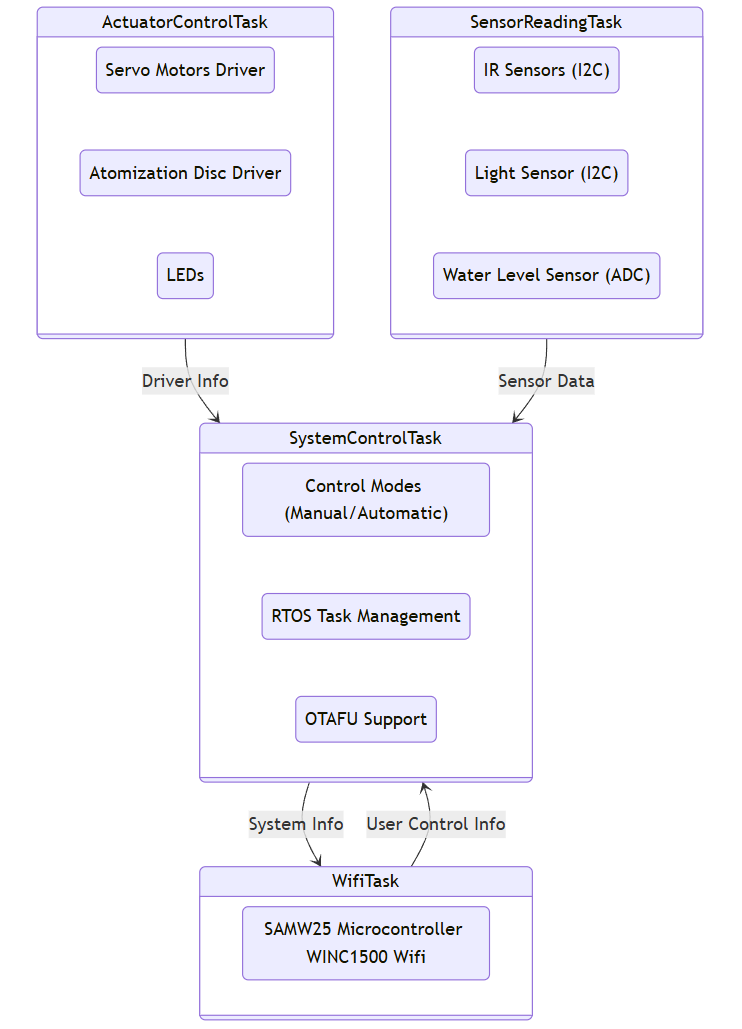 ActuatorControlTask
Servo Motors Driver
Atomization Disc Driver
LEDs
SensorReadingTask
IR Sensors (I2C)
Light Sensor (I2C)
Water Level Sensor (ADC)
Driver Info
Sensor Data
SystemControlTask
Control Modes
(Manual/Automatic)
RTOS Task Management
OTAFU Support
System Info
User Control Info
WifiTask
SAMW25 Microcontroller
WINC1500 Wifi